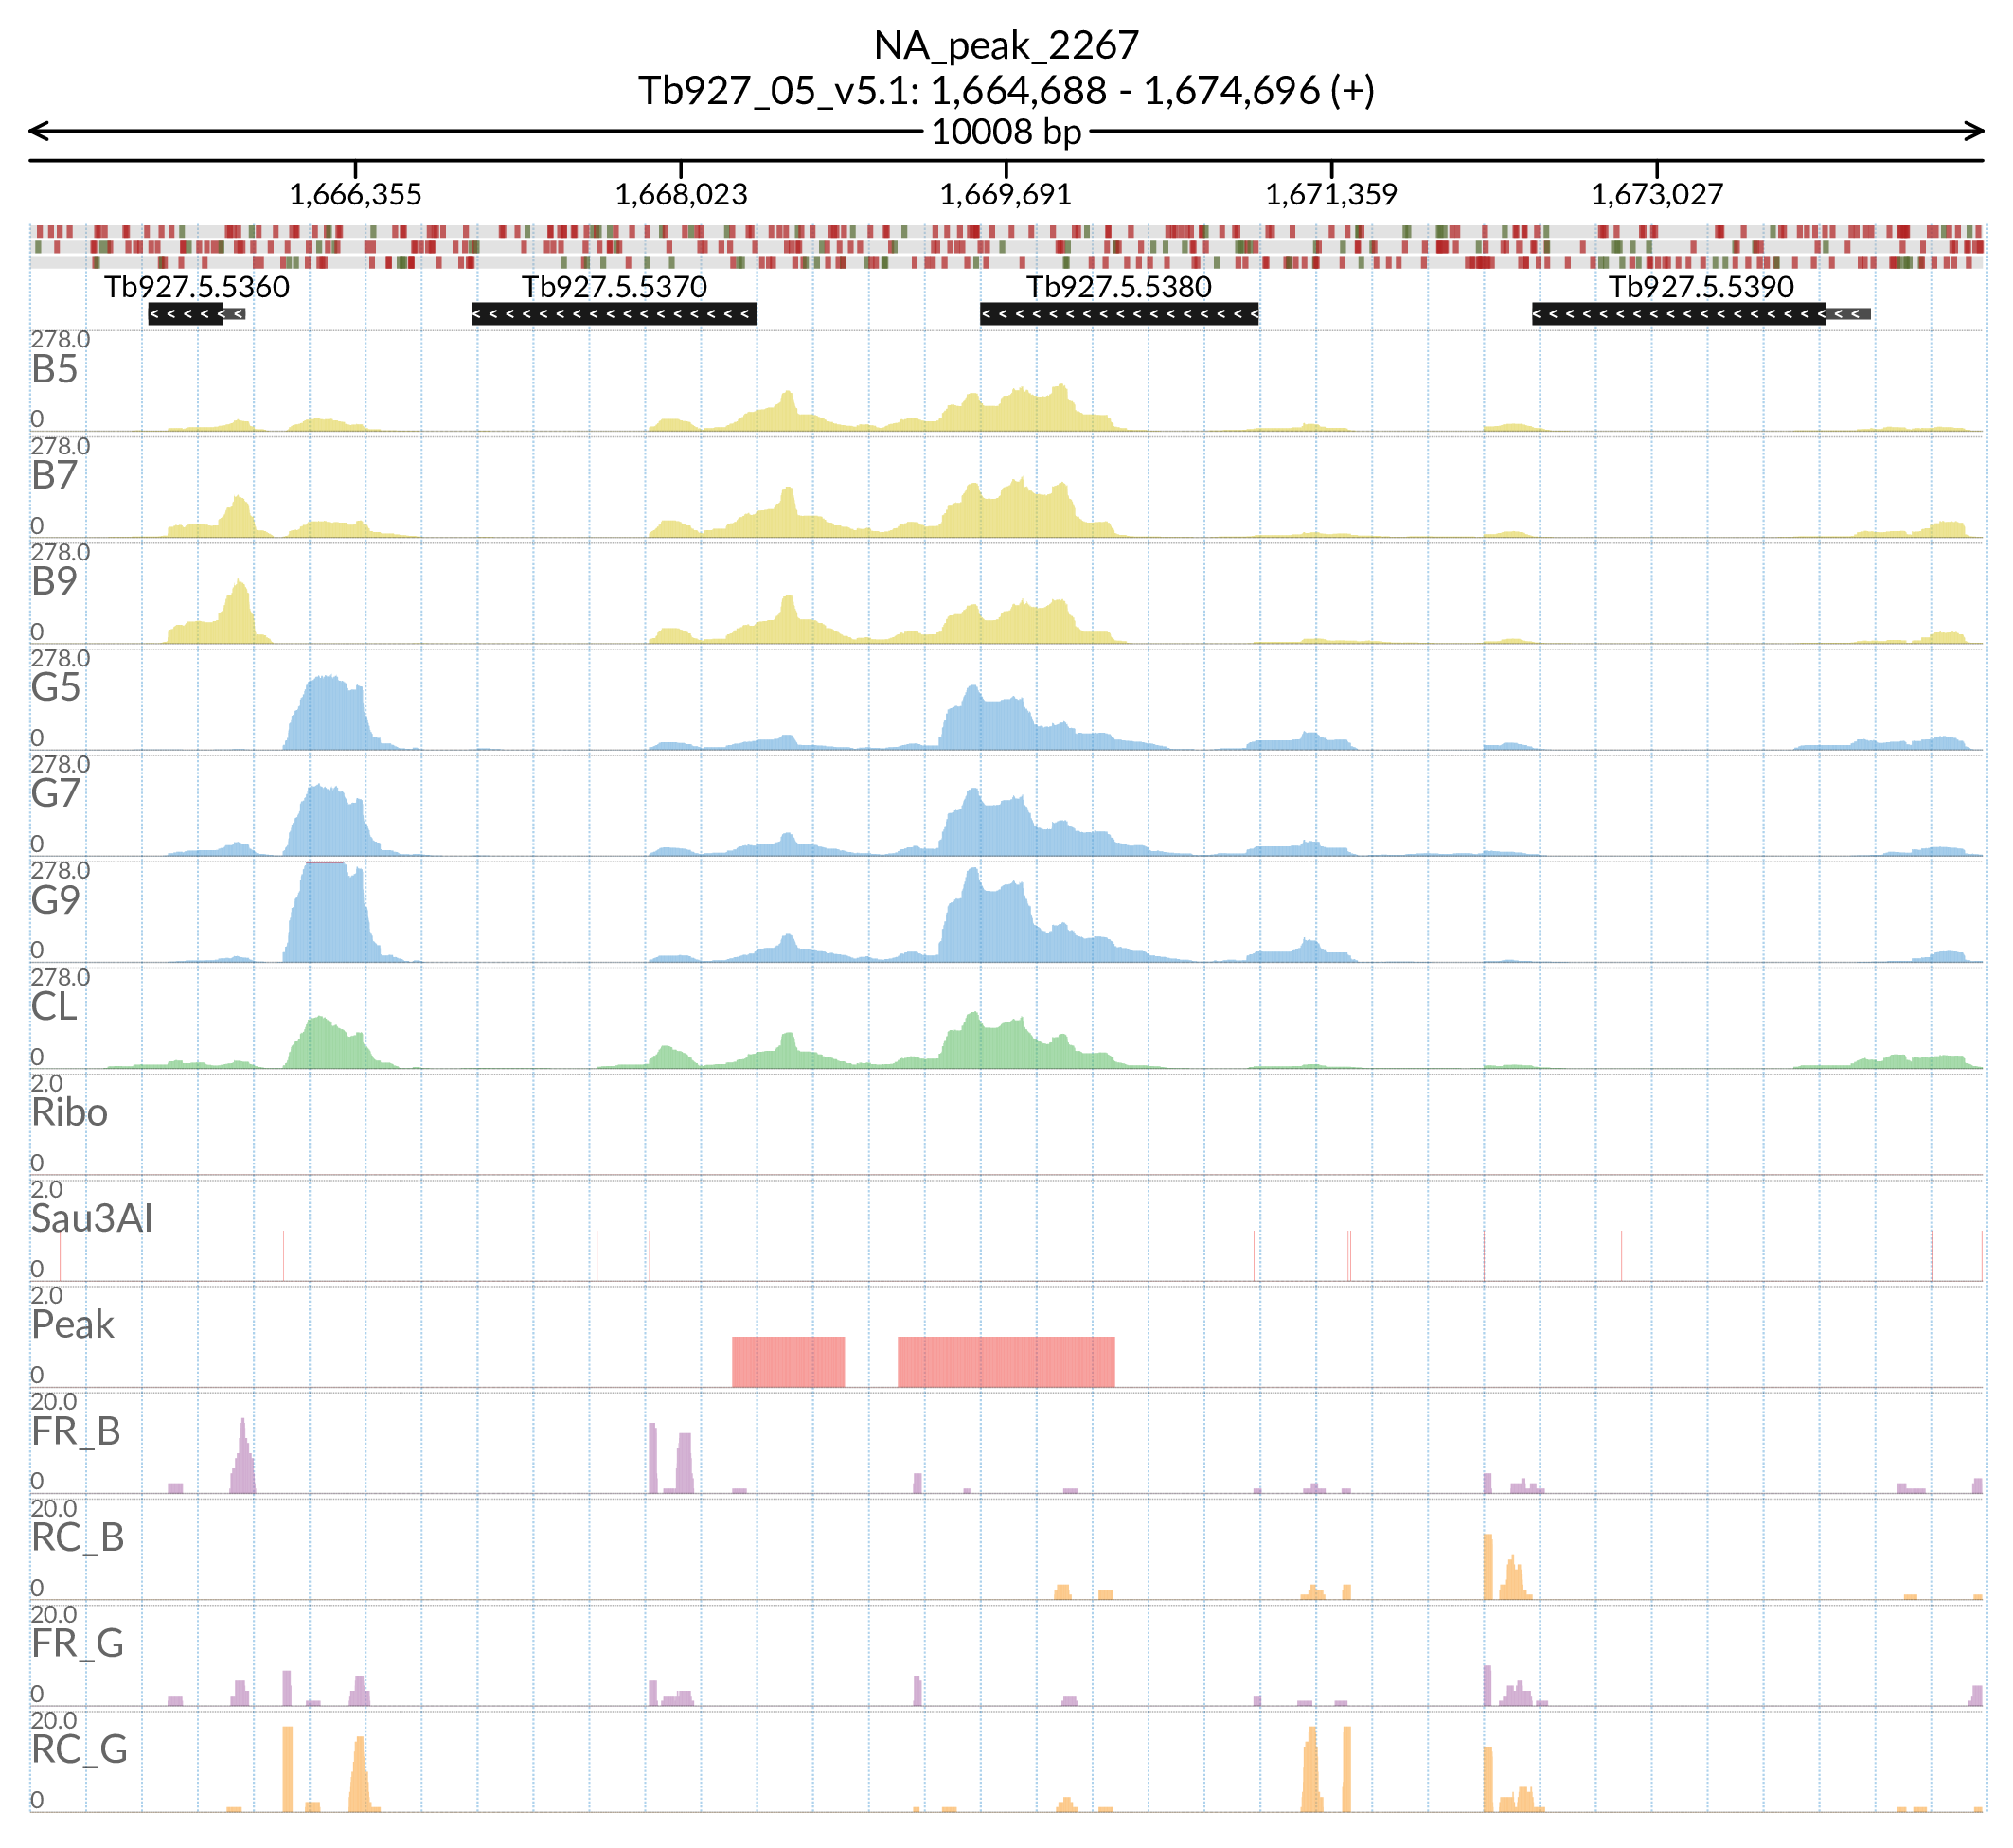 NA_peak_2267
Tb927_05_v5.1: 1,664,688 - 1,674,696 (+)
10008 bp
1,666,355 1,668,023 1,669,691 1,671,359 1,673,027
Tb927.5.5360 Tb927.5.5370 Tb927.5.5380 Tb927.5.5390
278.0
B5
0
278.0
B7
0
278.0
B9
0
278.0
G5
0
278.0
G7
0
278.0
G9
0
278.0
CL
0
2.0
Ribo
0
2.0
Sau3AI
0
2.0
Peak
0
20.0
FR_B
0
20.0
RC_B
0
20.0
FR_G
0
20.0
RC_G
0